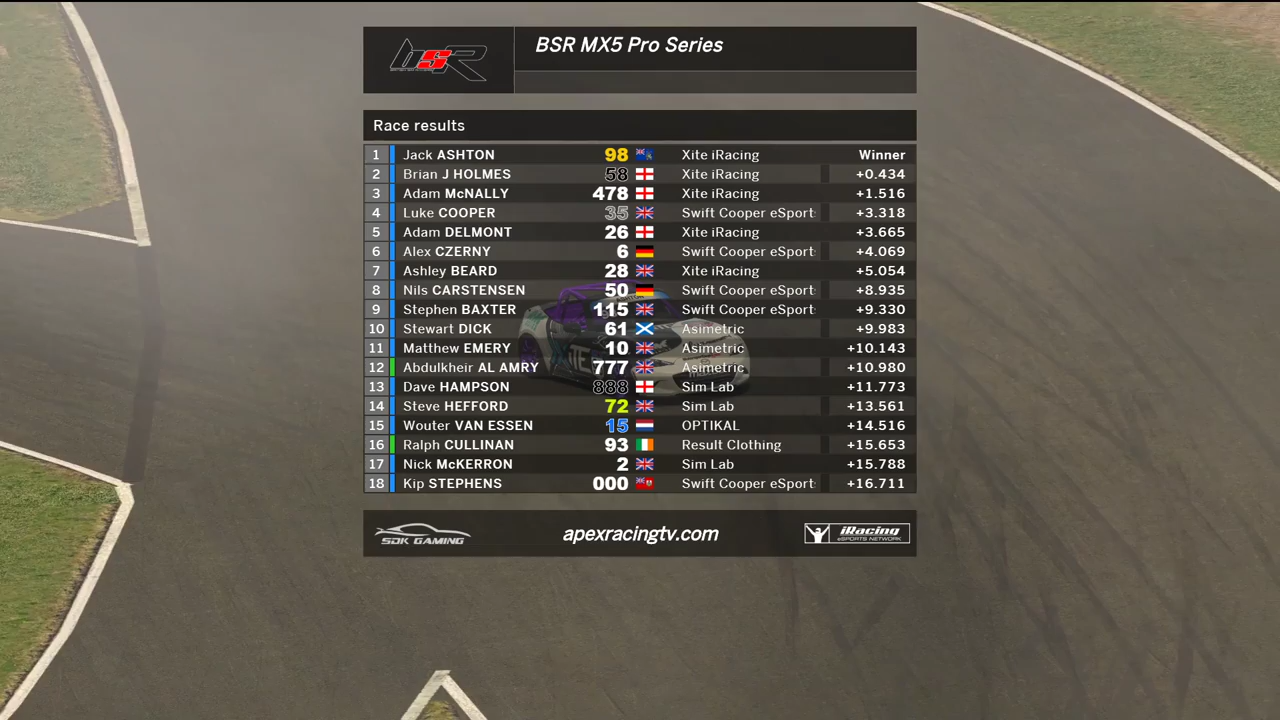 bsr
BSR MX5 Pro Series
Race results
1 Jack ASHTON 98 Xite iRacing Winner
2 Brian J HOLMES 58 Xite iRacing +0.434
3 Adam McNALLY 478 Xite iRacing +1.516
4 Luke COOPER 35 Swift Cooper eSport +3.318
5 Adam DELMONT 26 Xite iRacing +3.665
6 Alex CZERNY 6 Swift Cooper eSport +4.069
7 Ashley BEARD 28 Xite iRacing +5.054
8 Nils CARSTENSEN 50 Swift Cooper eSport +8.935
9 Stephen BAXTER 115 Swift Cooper eSport +9.330
10 Stewart DICK 61 Asimetric +9.983
11 Matthew EMERY 10 Asimetric +10.143
12 Abdulkheir AL AMRY 777 Asimetric +10.980
13 Dave HAMPSON 888 Sim Lab +11.773
14 Steve HEFFORD 72 Sim Lab +13.561
15 Wouter VAN ESSEN 15 OPTIKAL +14.516
16 Ralph CULLINAN 93 Result Clothing +15.653
17 Nick McKERRON 2 Sim Lab +15.788
18 Kip STEPHENS 000 Swift Cooper eSport +16.711
SDK GAMING apexracingtv.com iRacing
eSPORTS NETWORK